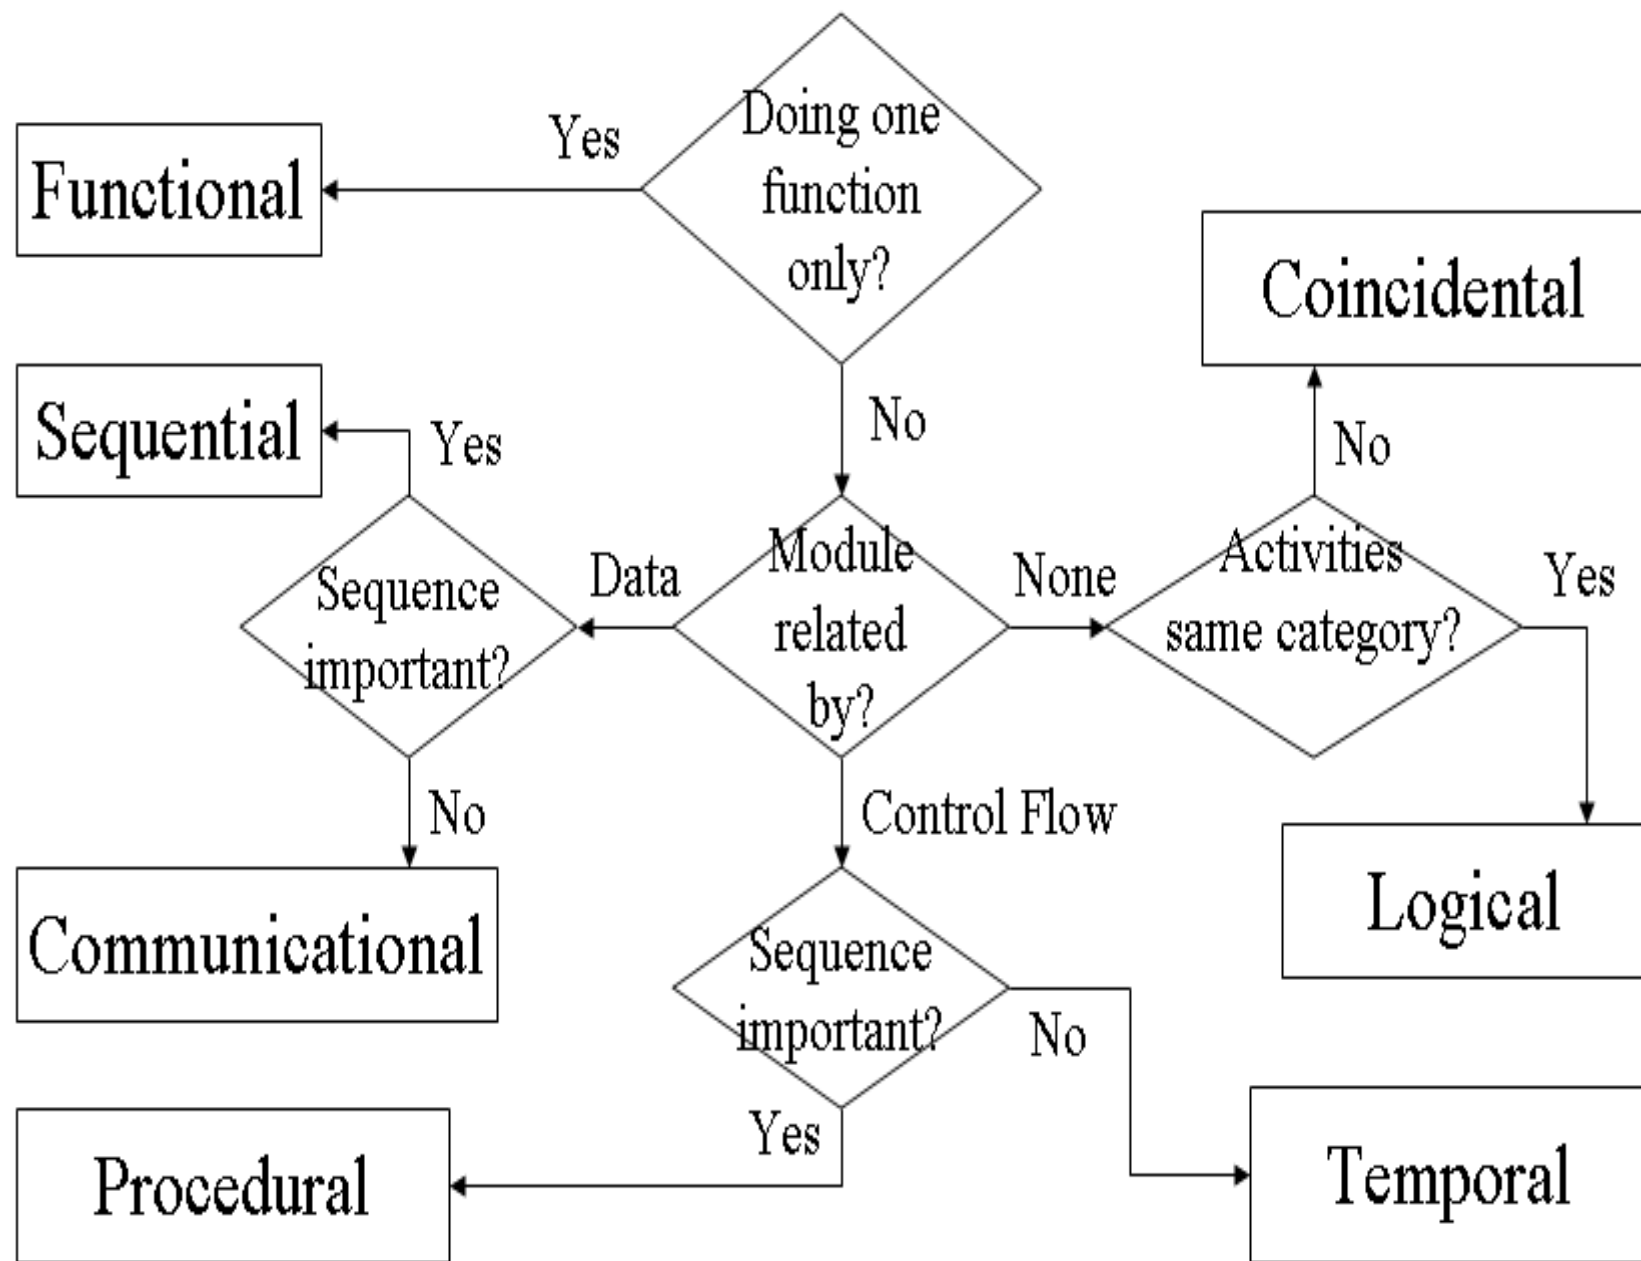 Doing one
function
only?
Yes
Functional
Coincidental
No
Sequential
Yes
No
Module
related
by?
Data
None
Activities
same category?
Yes
Sequence
important?
No
Control Flow
Communicational
Logical
Sequence
important?
No
Yes
Procedural
Temporal